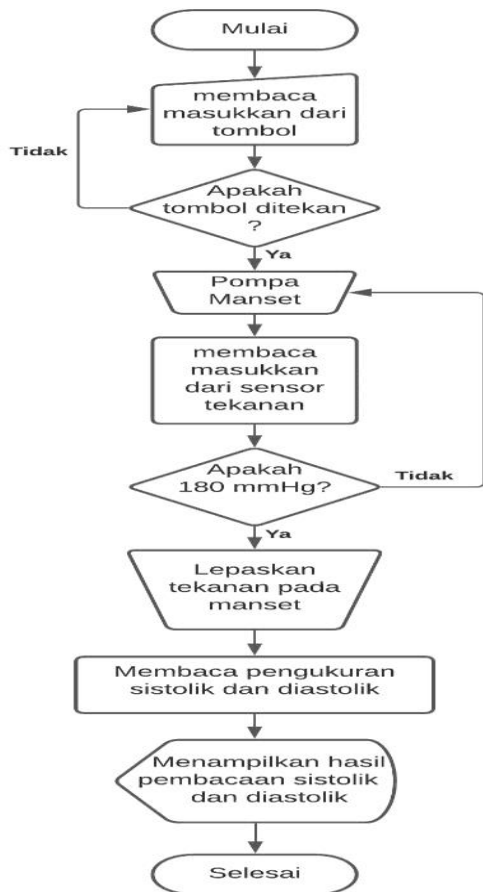 Mulai
membaca
masukkan dari
tombol
Tidak
Apakah
tombol ditekan
?
Ya
Pompa
Manset
membaca
masukkan
dari sensor
tekanan
Apakah
180 mmHg?
Tidak
Ya
Lepaskan
tekanan pada
manset
Membaca pengukuran
sistolik dan diastolik
Menampilkan hasil
pembacaan sistolik
dan diastolik
Selesai